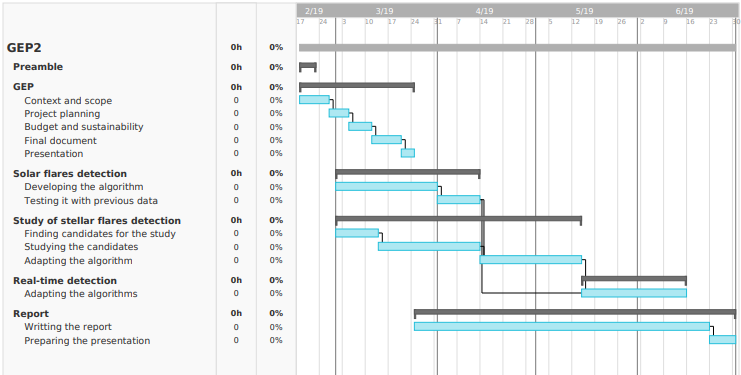 2/19 3/19 4/19 5/19 6/19
17 24 3 10 17 24 31 7 14 21 28 5 12 19 26 2 9 16 23 30
GEP2 0h 0%
Preamble 0h 0%
GEP 0h 0%
Context and scope 0 0%
Project planning 0 0%
Budget and sustainability 0 0%
Final document 0 0%
Presentation 0 0%
Solar flares detection 0h 0%
Developing the algorithm 0 0%
Testing it with previous data 0 0%
Study of stellar flares detection 0h 0%
Finding candidates for the study 0 0%
Studying the candidates 0 0%
Adapting the algorithm 0 0%
Real-time detection 0h 0%
Adapting the algorithms 0 0%
Report 0h 0%
Writting the report 0 0%
Preparing the presentation 0 0%